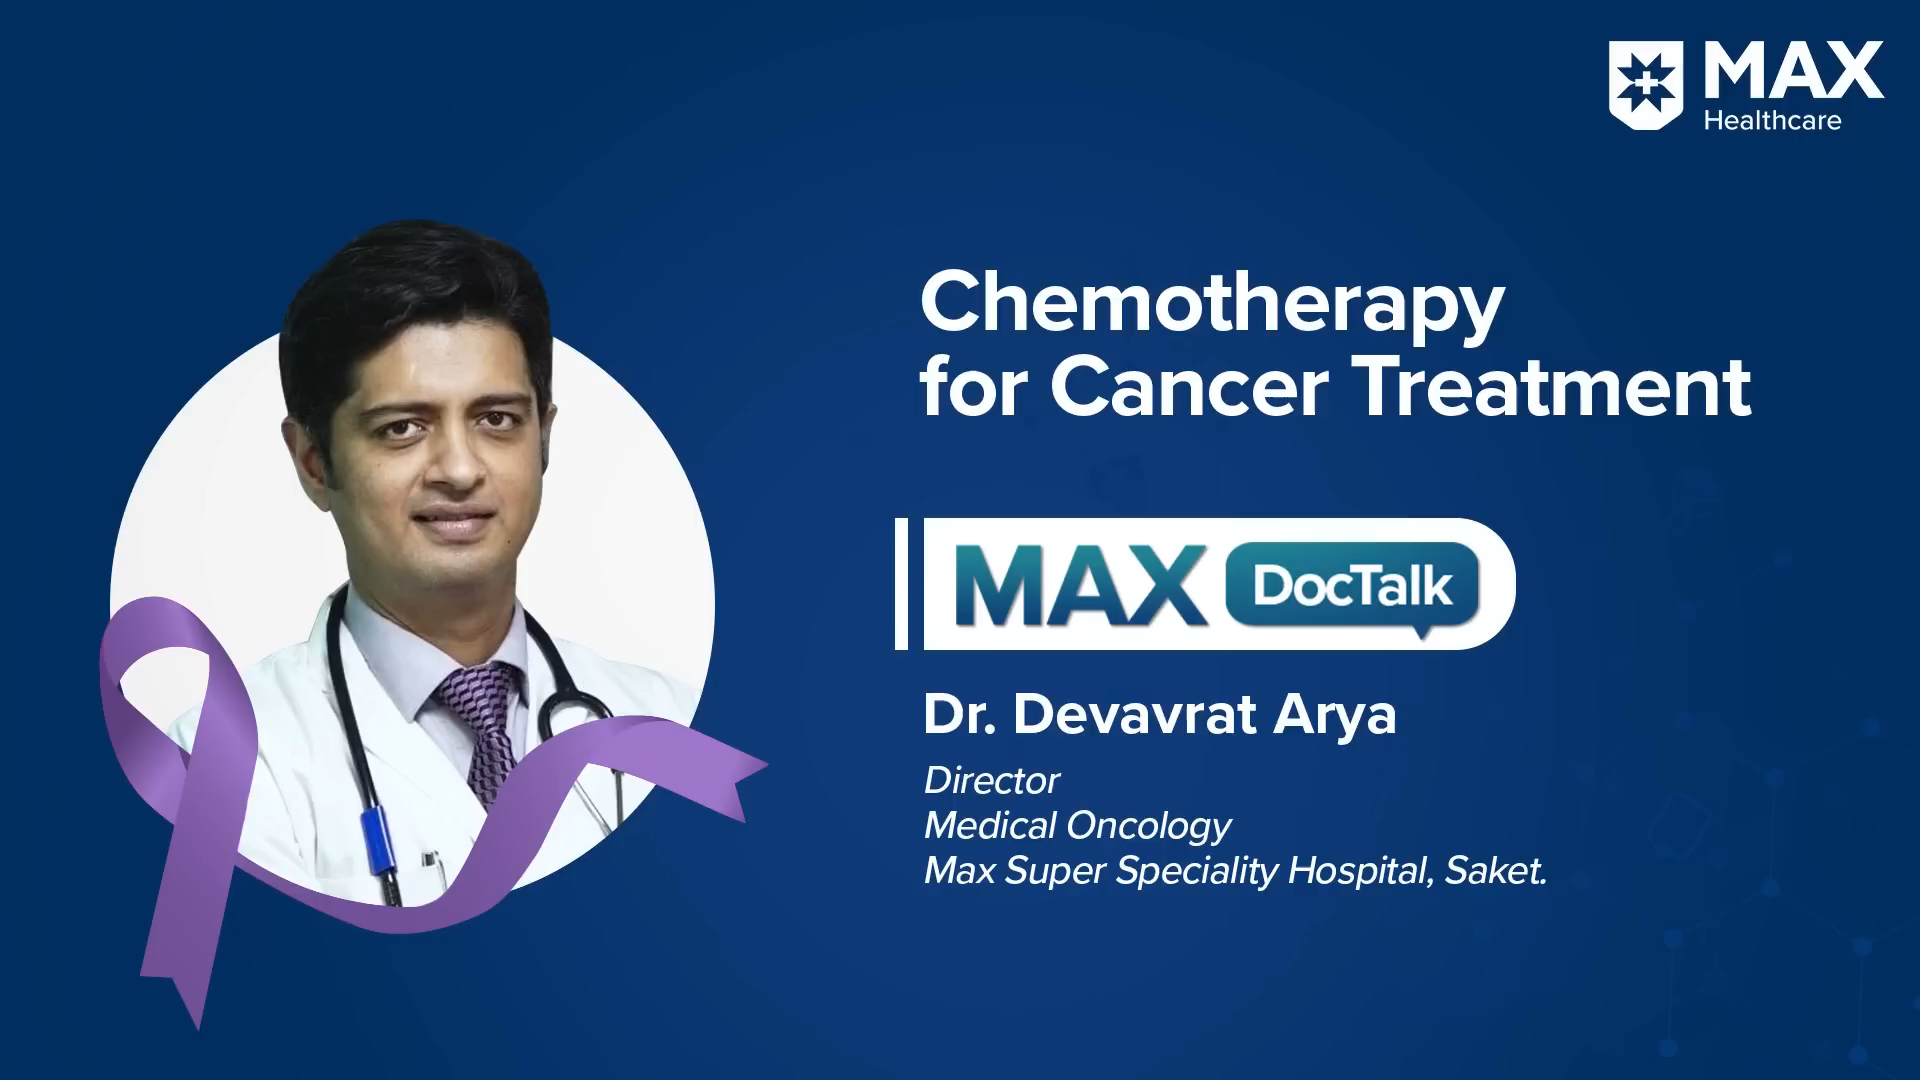 MAX
Healthcare
Chemotherapy
for Cancer Treatment
MAX DocTalk
Dr. Devavrat Arya
Director
Medical Oncology
Max Super Speciality Hospital, Saket.